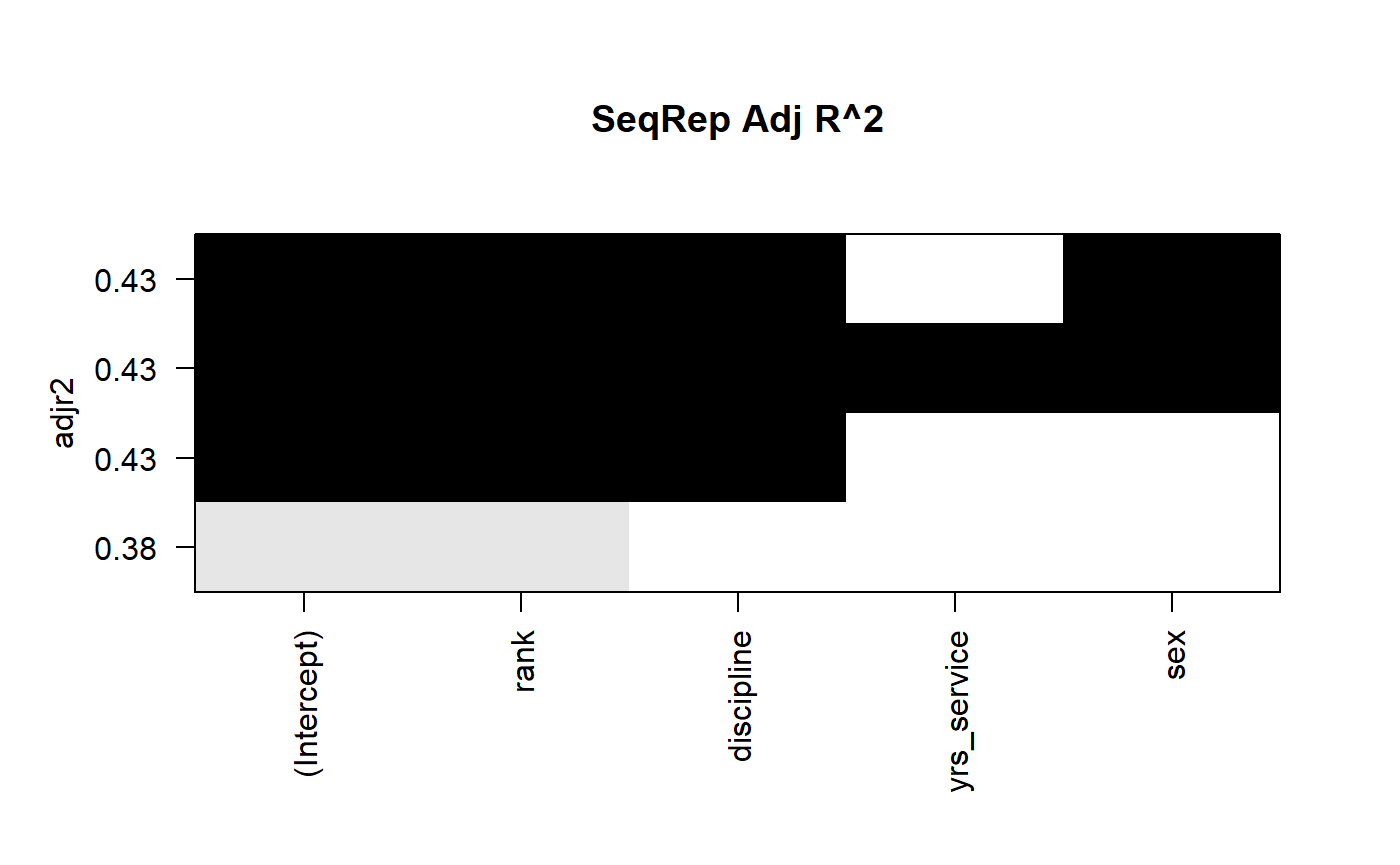 SeqRep Adj R^2
adjr2
0.43
0.43
0.43
0.38
(Intercept)
rank
discipline
yrs_service
sex